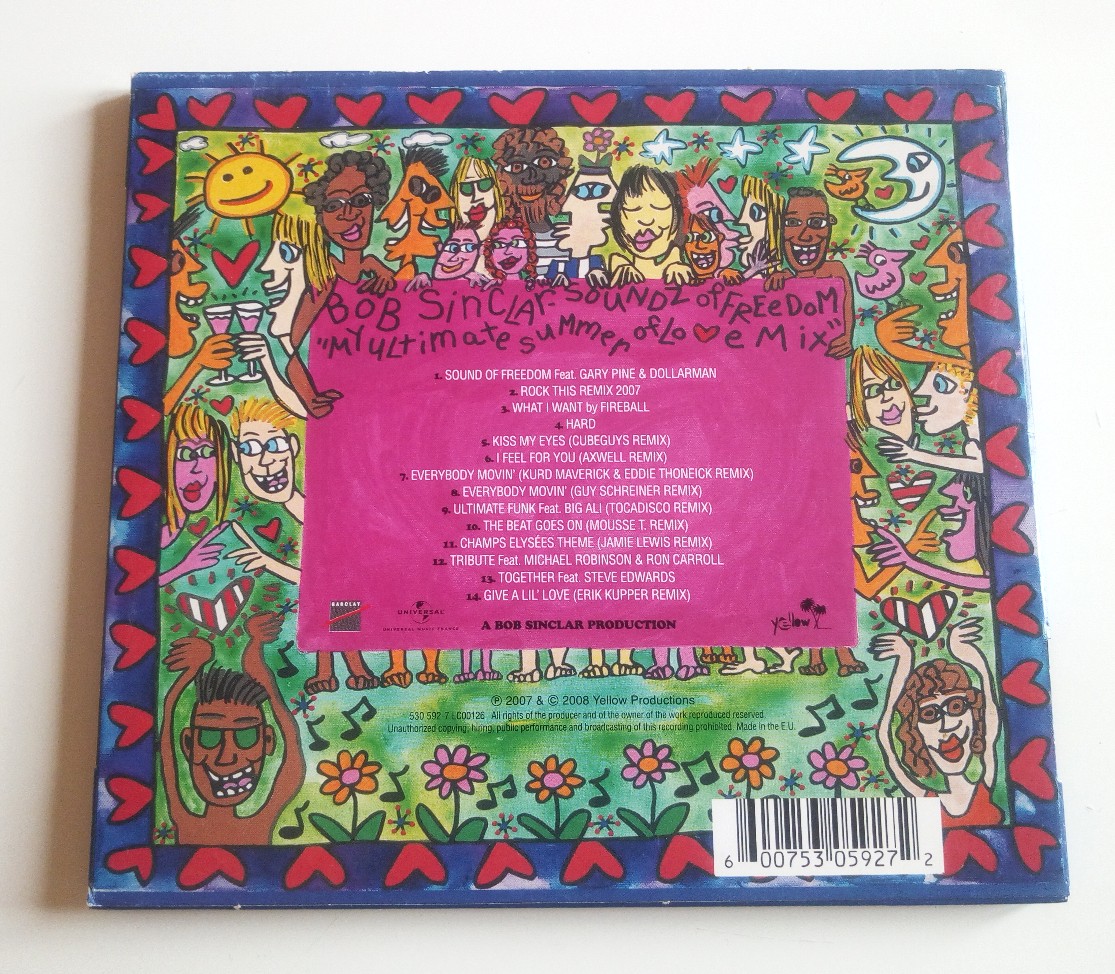 BOB SinCLAr SOUNDZ of FREeDoM
"MY ULtimate summer of Lo♥e Mix"
1. SOUND OF FREEDOM Feat. GARY PINE & DOLLARMAN
2. ROCK THIS REMIX 2007
3. WHAT I WANT by FIREBALL
4. HARD
5. KISS MY EYES (CUBEGUYS REMIX)
6. I FEEL FOR YOU (AXWELL REMIX)
7. EVERYBODY MOVIN' (KURD MAVERICK & EDDIE THONEICK REMIX)
8. EVERYBODY MOVIN' (GUY SCHREINER REMIX)
9. ULTIMATE FUNK Feat. BIG ALI (TOCADISCO REMIX)
10. THE BEAT GOES ON (MOUSSE T. REMIX)
11. CHAMPS ELYSÉES THEME (JAMIE LEWIS REMIX)
12. TRIBUTE Feat. MICHAEL ROBINSON & RON CARROLL
13. TOGETHER Feat. STEVE EDWARDS
14. GIVE A LIL' LOVE (ERIK KUPPER REMIX)
BARCLAY
UNIVERSAL
UNIVERSAL MUSIC FRANCE
A BOB SINCLAR PRODUCTION
yellow
℗ 2007 & © 2008 Yellow Productions
530 592-7 LC00126 All rights of the producer and of the owner of the work reproduced reserved.
Unauthorized copying, hiring, public performance and broadcasting of this recording prohibited. Made in the E.U.
6 00753 05927 2